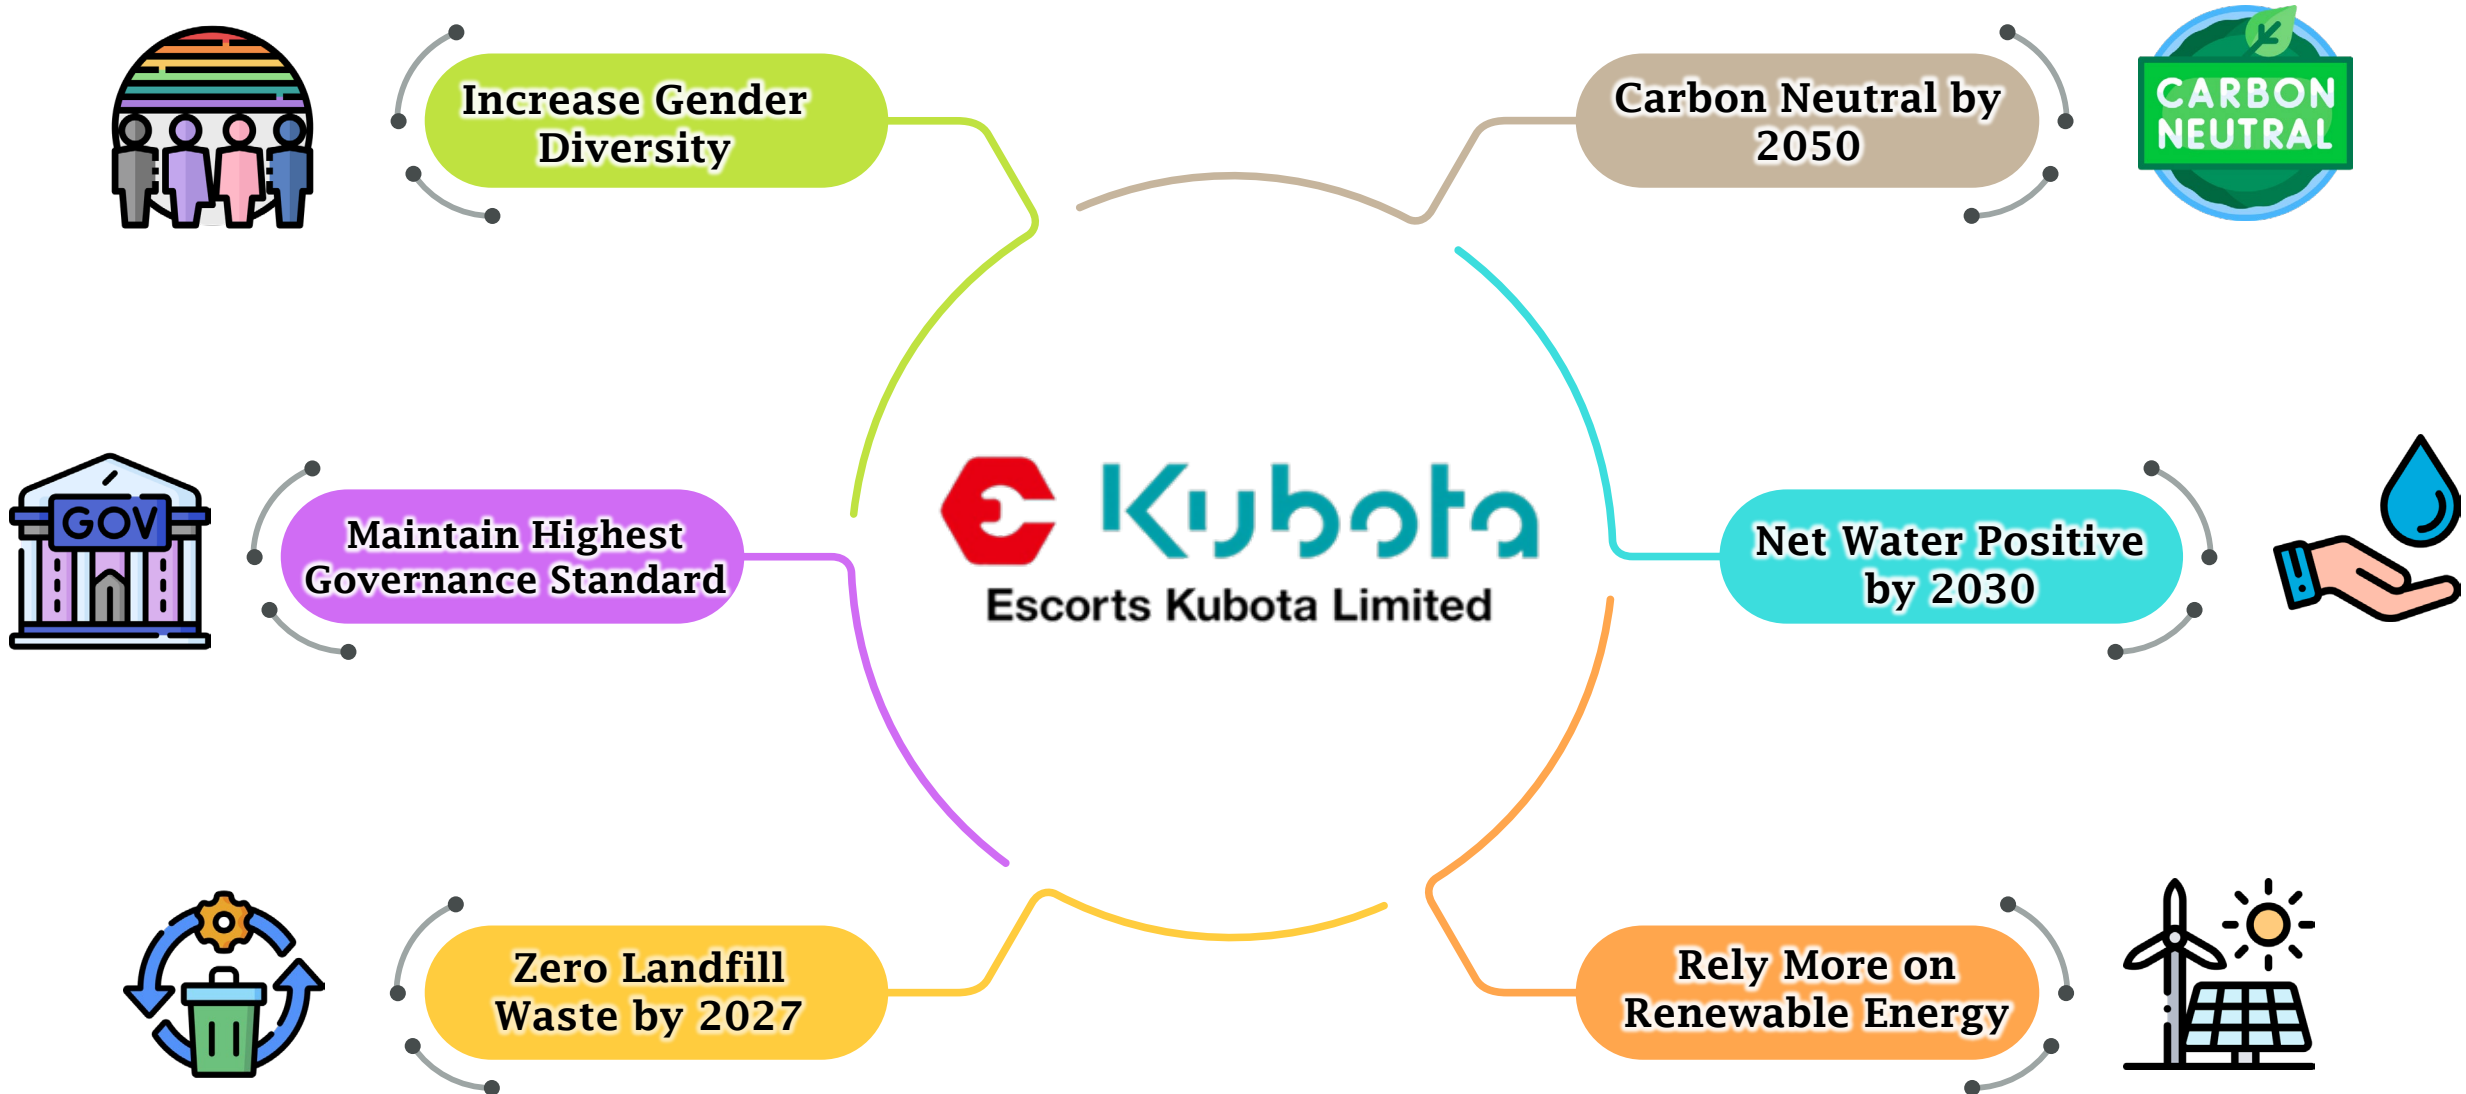 Increase Gender
Diversity
Carbon Neutral by
2050
CARBON
NEUTRAL
GOV
Maintain Highest
Governance Standard
Kubota
Escorts Kubota Limited
Net Water Positive
by 2030
Zero Landfill
Waste by 2027
Rely More on
Renewable Energy